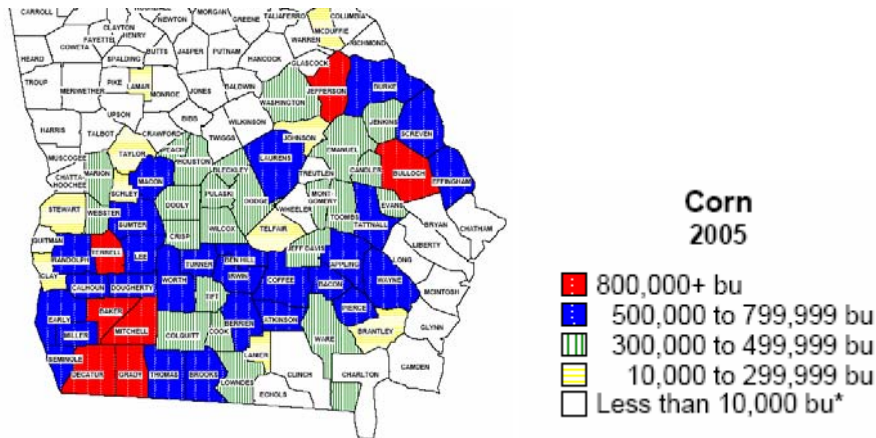 CARROLL
NEWTON
MORGAN
GREENE
TALIAFERRO
COLUMBIA
MCDUFFIE
CLAYTON
HENRY
FAYETTE
WARREN
RICHMOND
COWETA
HEARD
SPALDING
BUTTS
JASPER
PUTNAM
HANCOCK
GLASCOCK
TROUP
MERIWETHER
PIKE
LAMAR
MONROE
JONES
BALDWIN
WASHINGTON
JEFFERSON
BURKE
UPSON
BIBB
WILKINSON
JENKINS
SCREVEN
HARRIS
TALBOT
CRAWFORD
TWIGGS
JOHNSON
EMANUEL
MUSCOGEE
TAYLOR
PEACH
HOUSTON
BLECKLEY
LAURENS
TREUTLEN
CANDLER
BULLOCH
EFFINGHAM
CHATTA-
HOOCHEE
MARION
MACON
SCHLEY
DOOLY
PULASKI
DODGE
WHEELER
MONT-
GOMERY
TOOMBS
EVANS
BRYAN
CHATHAM
STEWART
WEBSTER
SUMTER
CRISP
WILCOX
TELFAIR
JEFF DAVIS
TATTNALL
LIBERTY
LONG
QUITMAN
RANDOLPH
TERRELL
LEE
TURNER
BEN HILL
IRWIN
COFFEE
APPLING
BACON
WAYNE
MCINTOSH
CLAY
CALHOUN
DOUGHERTY
WORTH
TIFT
PIERCE
EARLY
BAKER
MITCHELL
COLQUITT
COOK
BERRIEN
ATKINSON
WARE
BRANTLEY
GLYNN
MILLER
LANIER
SEMINOLE
DECATUR
GRADY
THOMAS
BROOKS
LOWNDES
CLINCH
ECHOLS
CHARLTON
CAMDEN
Corn
2005
800,000+ bu
500,000 to 799,999 bu
300,000 to 499,999 bu
10,000 to 299,999 bu
Less than 10,000 bu*